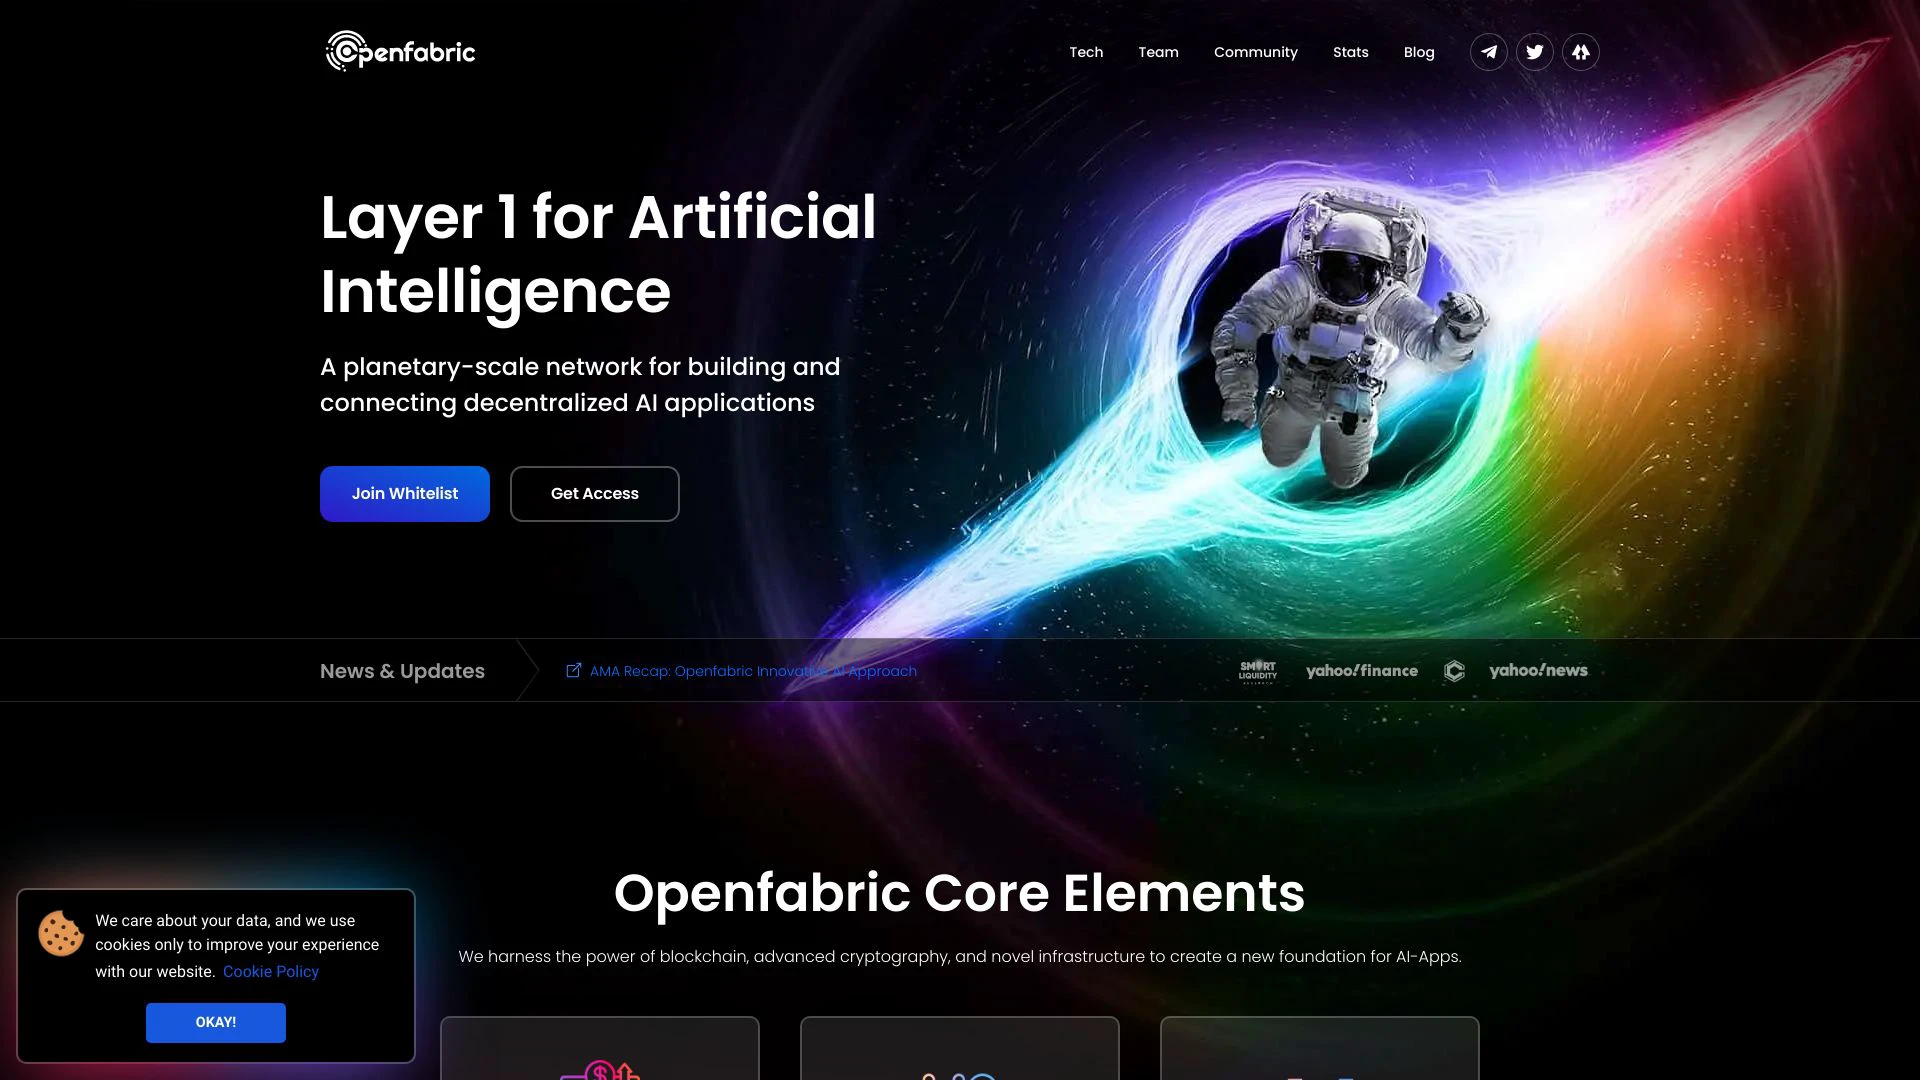 Openfabric
Tech
Team
Community
Stats
Blog
Layer 1 for Artificial
Intelligence
A planetary-scale network for building and
connecting decentralized AI applications
Join Whitelist
Get Access
News & Updates
AMA Recap: Openfabric Innovative AI Approach
SMART
LIQUIDITY
RESEARCH
yahoo!finance
yahoo!news
Openfabric Core Elements
We harness the power of blockchain, advanced cryptography, and novel infrastructure to create a new foundation for AI-Apps.
We care about your data, and we use
cookies only to improve your experience
with our website. Cookie Policy
OKAY!